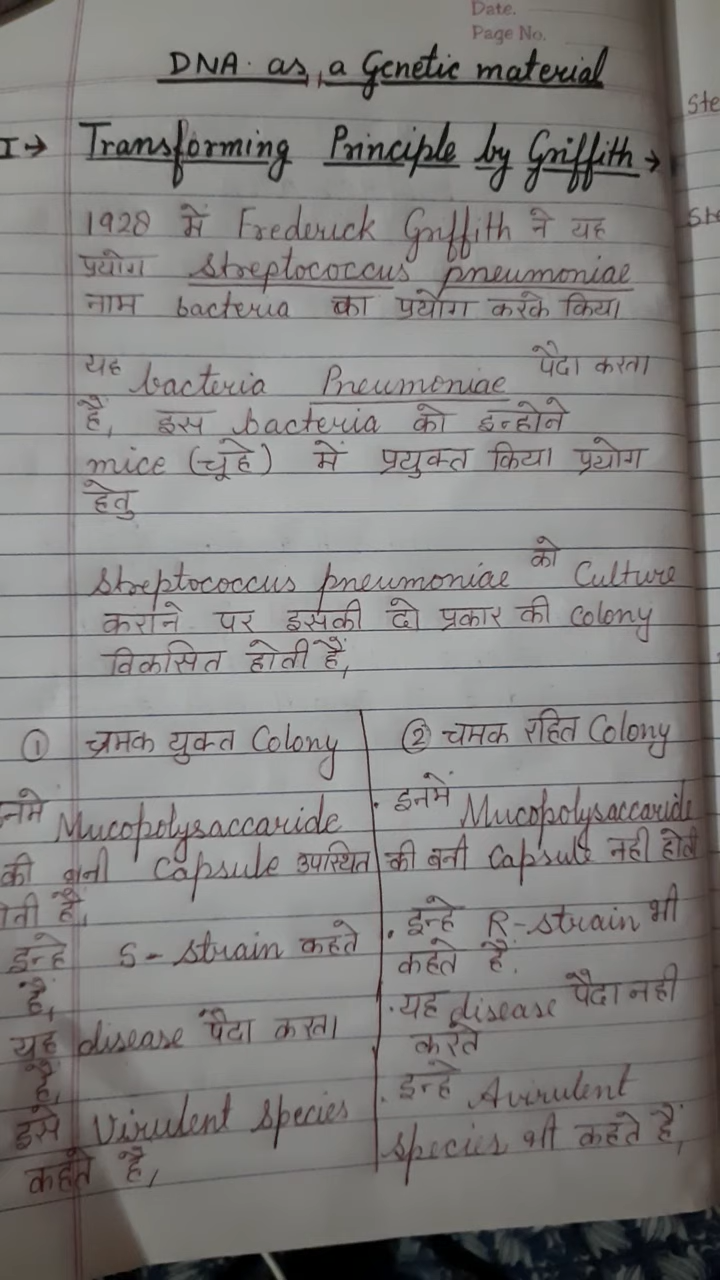 Date.
Page No.
DNA as a Genetic material
I → Transforming Principle by Griffith →
1928 में Frederick Griffith ने यह
प्रयोग Streptococcus pneumoniae
नाम bacteria का प्रयोग करके किया
यह bacteria Pneumoniae पैदा करता
है, इस bacteria को इन्होने
mice (चूहे) में प्रयुक्त किया प्रयोग
हेतु
Streptococcus pneumoniae को Culture
कराने पर इसकी दो प्रकार की colony
विकसित होती हैं,
① चमक युक्त Colony
नमे Mucopolysaccaride
की बनी Capsule उपस्थित
ोती है,
इन्हे S-strain कहते
हैं,
यह disease पैदा करता
है,
इसे Virulent species
कहते है,
② चमक रहित Colony
• इनमें Mucopolysaccaride
की बनी Capsule नही होती
• इन्हे R-strain भी
कहते है.
• यह disease पैदा नही
करते
• इन्हे Avirulent
species भी कहते हैं,
Ste
Ste